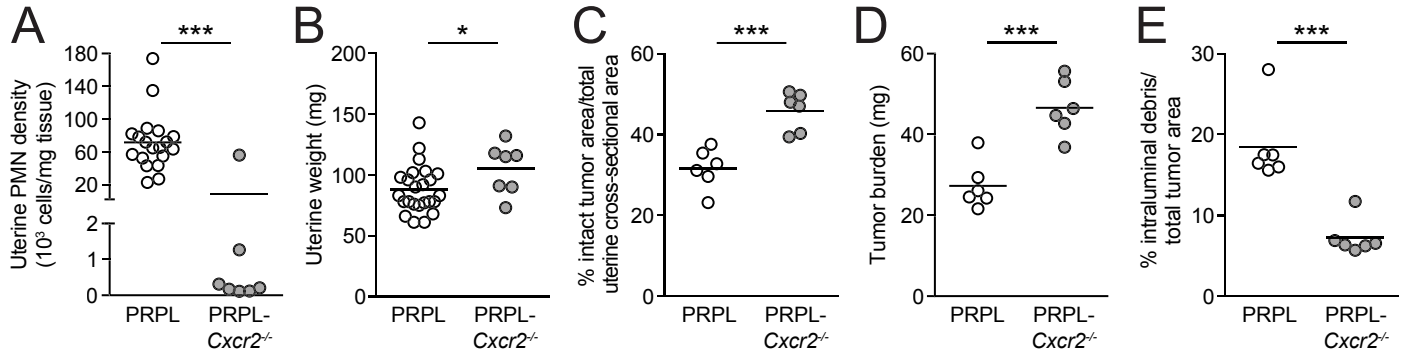 A
Uterine PMN density
(10³ cells/mg tissue)
180
140
100
60
20
2
1
0
***
PRPL
PRPL-
Cxcr2⁻/⁻
B
Uterine weight (mg)
200
150
100
50
0
*
PRPL
PRPL-
Cxcr2⁻/⁻
C
% intact tumor area/total
uterine cross-sectional area
60
40
20
0
***
PRPL
PRPL-
Cxcr2⁻/⁻
D
Tumor burden (mg)
60
40
20
0
***
PRPL
PRPL-
Cxcr2⁻/⁻
E
% intraluminal debris/
total tumor area
30
20
10
0
***
PRPL
PRPL-
Cxcr2⁻/⁻